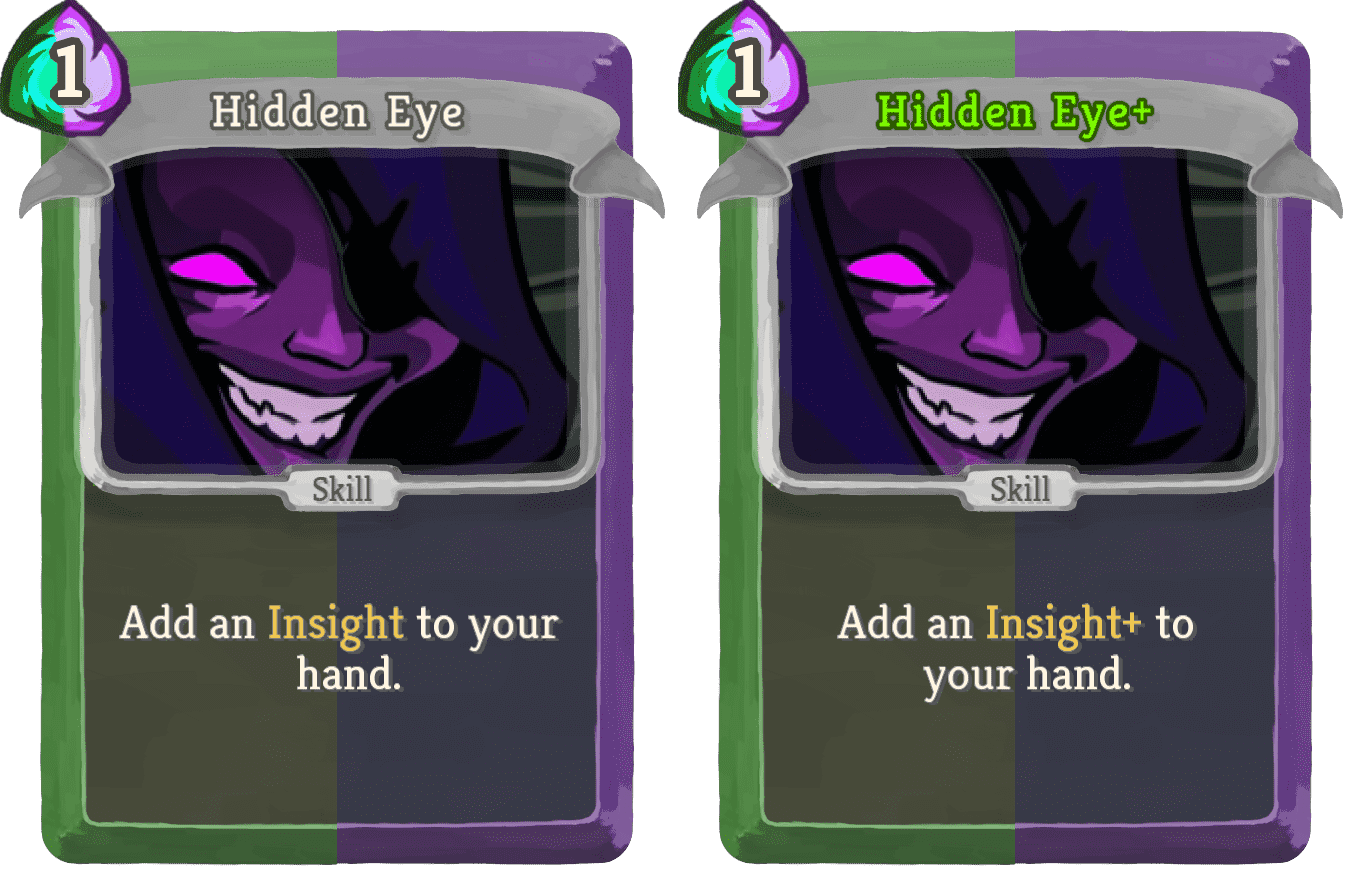 1
Hidden Eye
Skill
Add an Insight to your
hand.
1
Hidden Eye+
Skill
Add an Insight+ to
your hand.